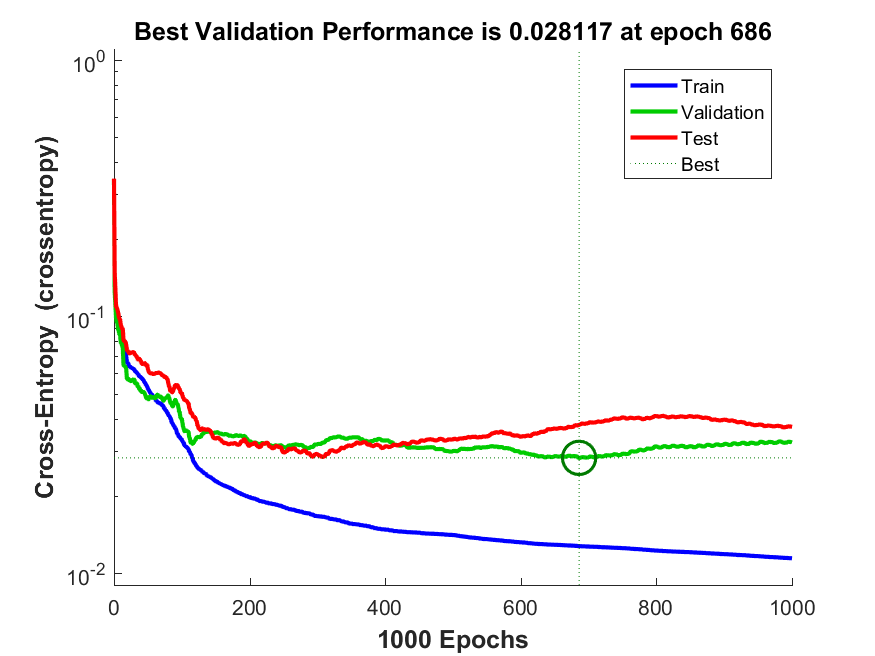 Best Validation Performance is 0.028117 at epoch 686
Cross-Entropy (crossentropy)
10^0
10^-1
10^-2
Train
Validation
Test
Best
0 200 400 600 800 1000
1000 Epochs